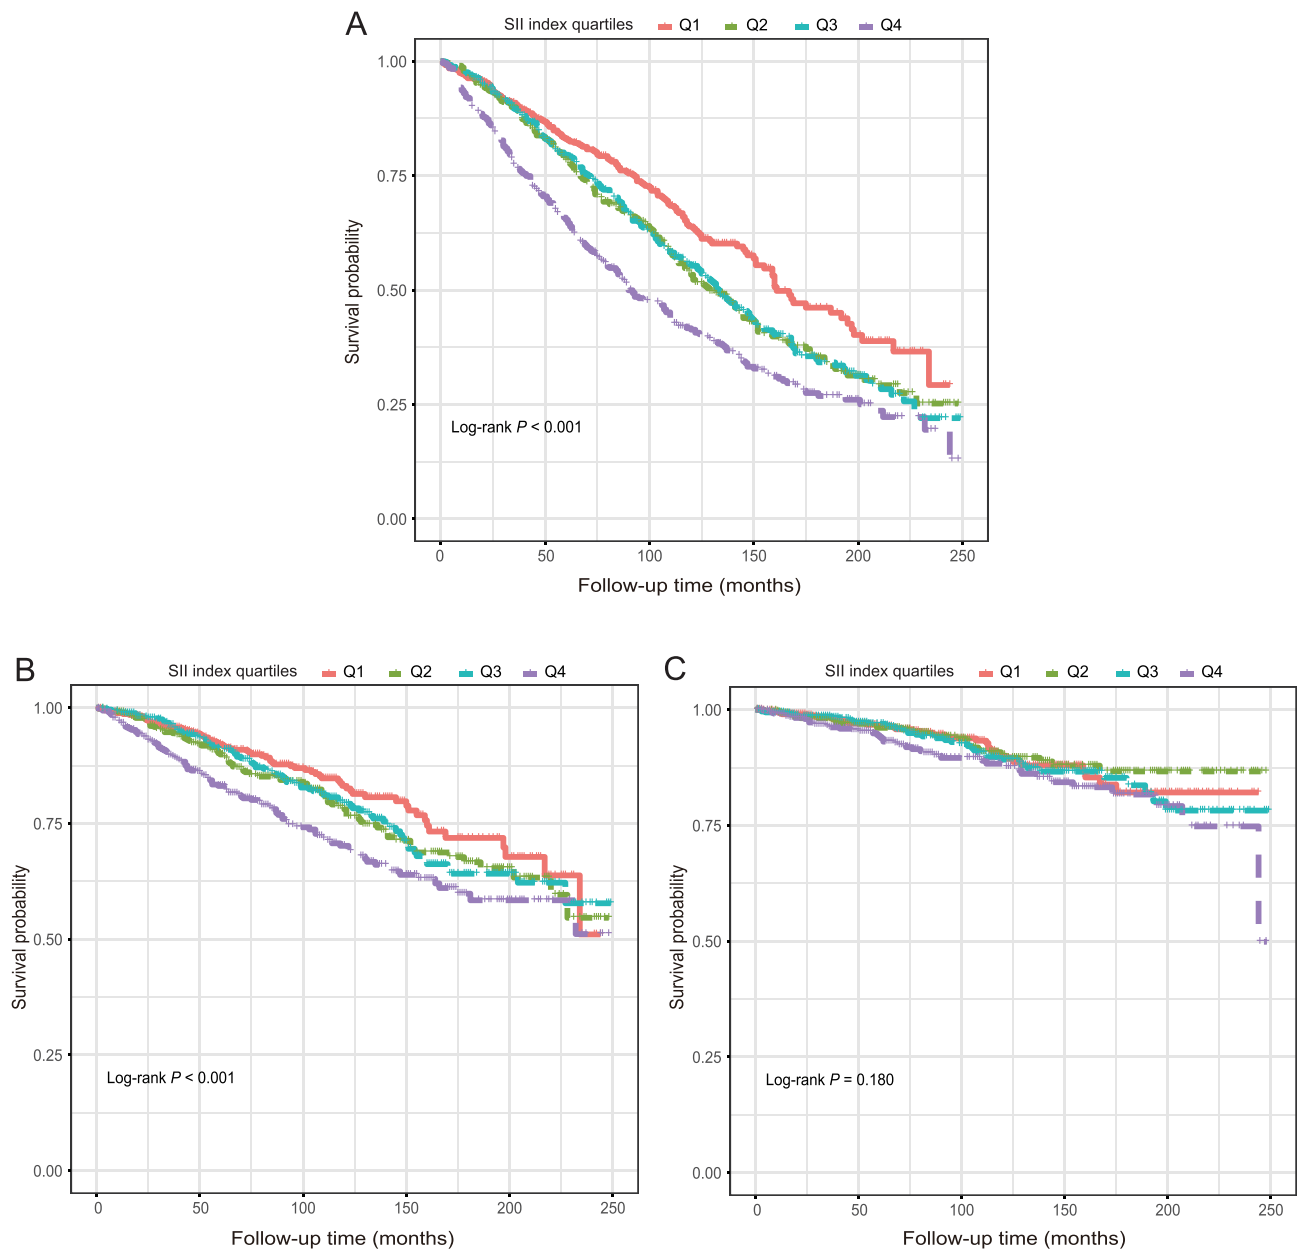 A
SII index quartiles Q1 Q2 Q3 Q4
1.00
0.75
0.50
0.25
0.00
Survival probability
Log-rank P < 0.001
0 50 100 150 200 250
Follow-up time (months)
B
SII index quartiles Q1 Q2 Q3 Q4
1.00
0.75
0.50
0.25
0.00
Survival probability
Log-rank P < 0.001
0 50 100 150 200 250
Follow-up time (months)
C
SII index quartiles Q1 Q2 Q3 Q4
1.00
0.75
0.50
0.25
0.00
Survival probability
Log-rank P = 0.180
0 50 100 150 200 250
Follow-up time (months)